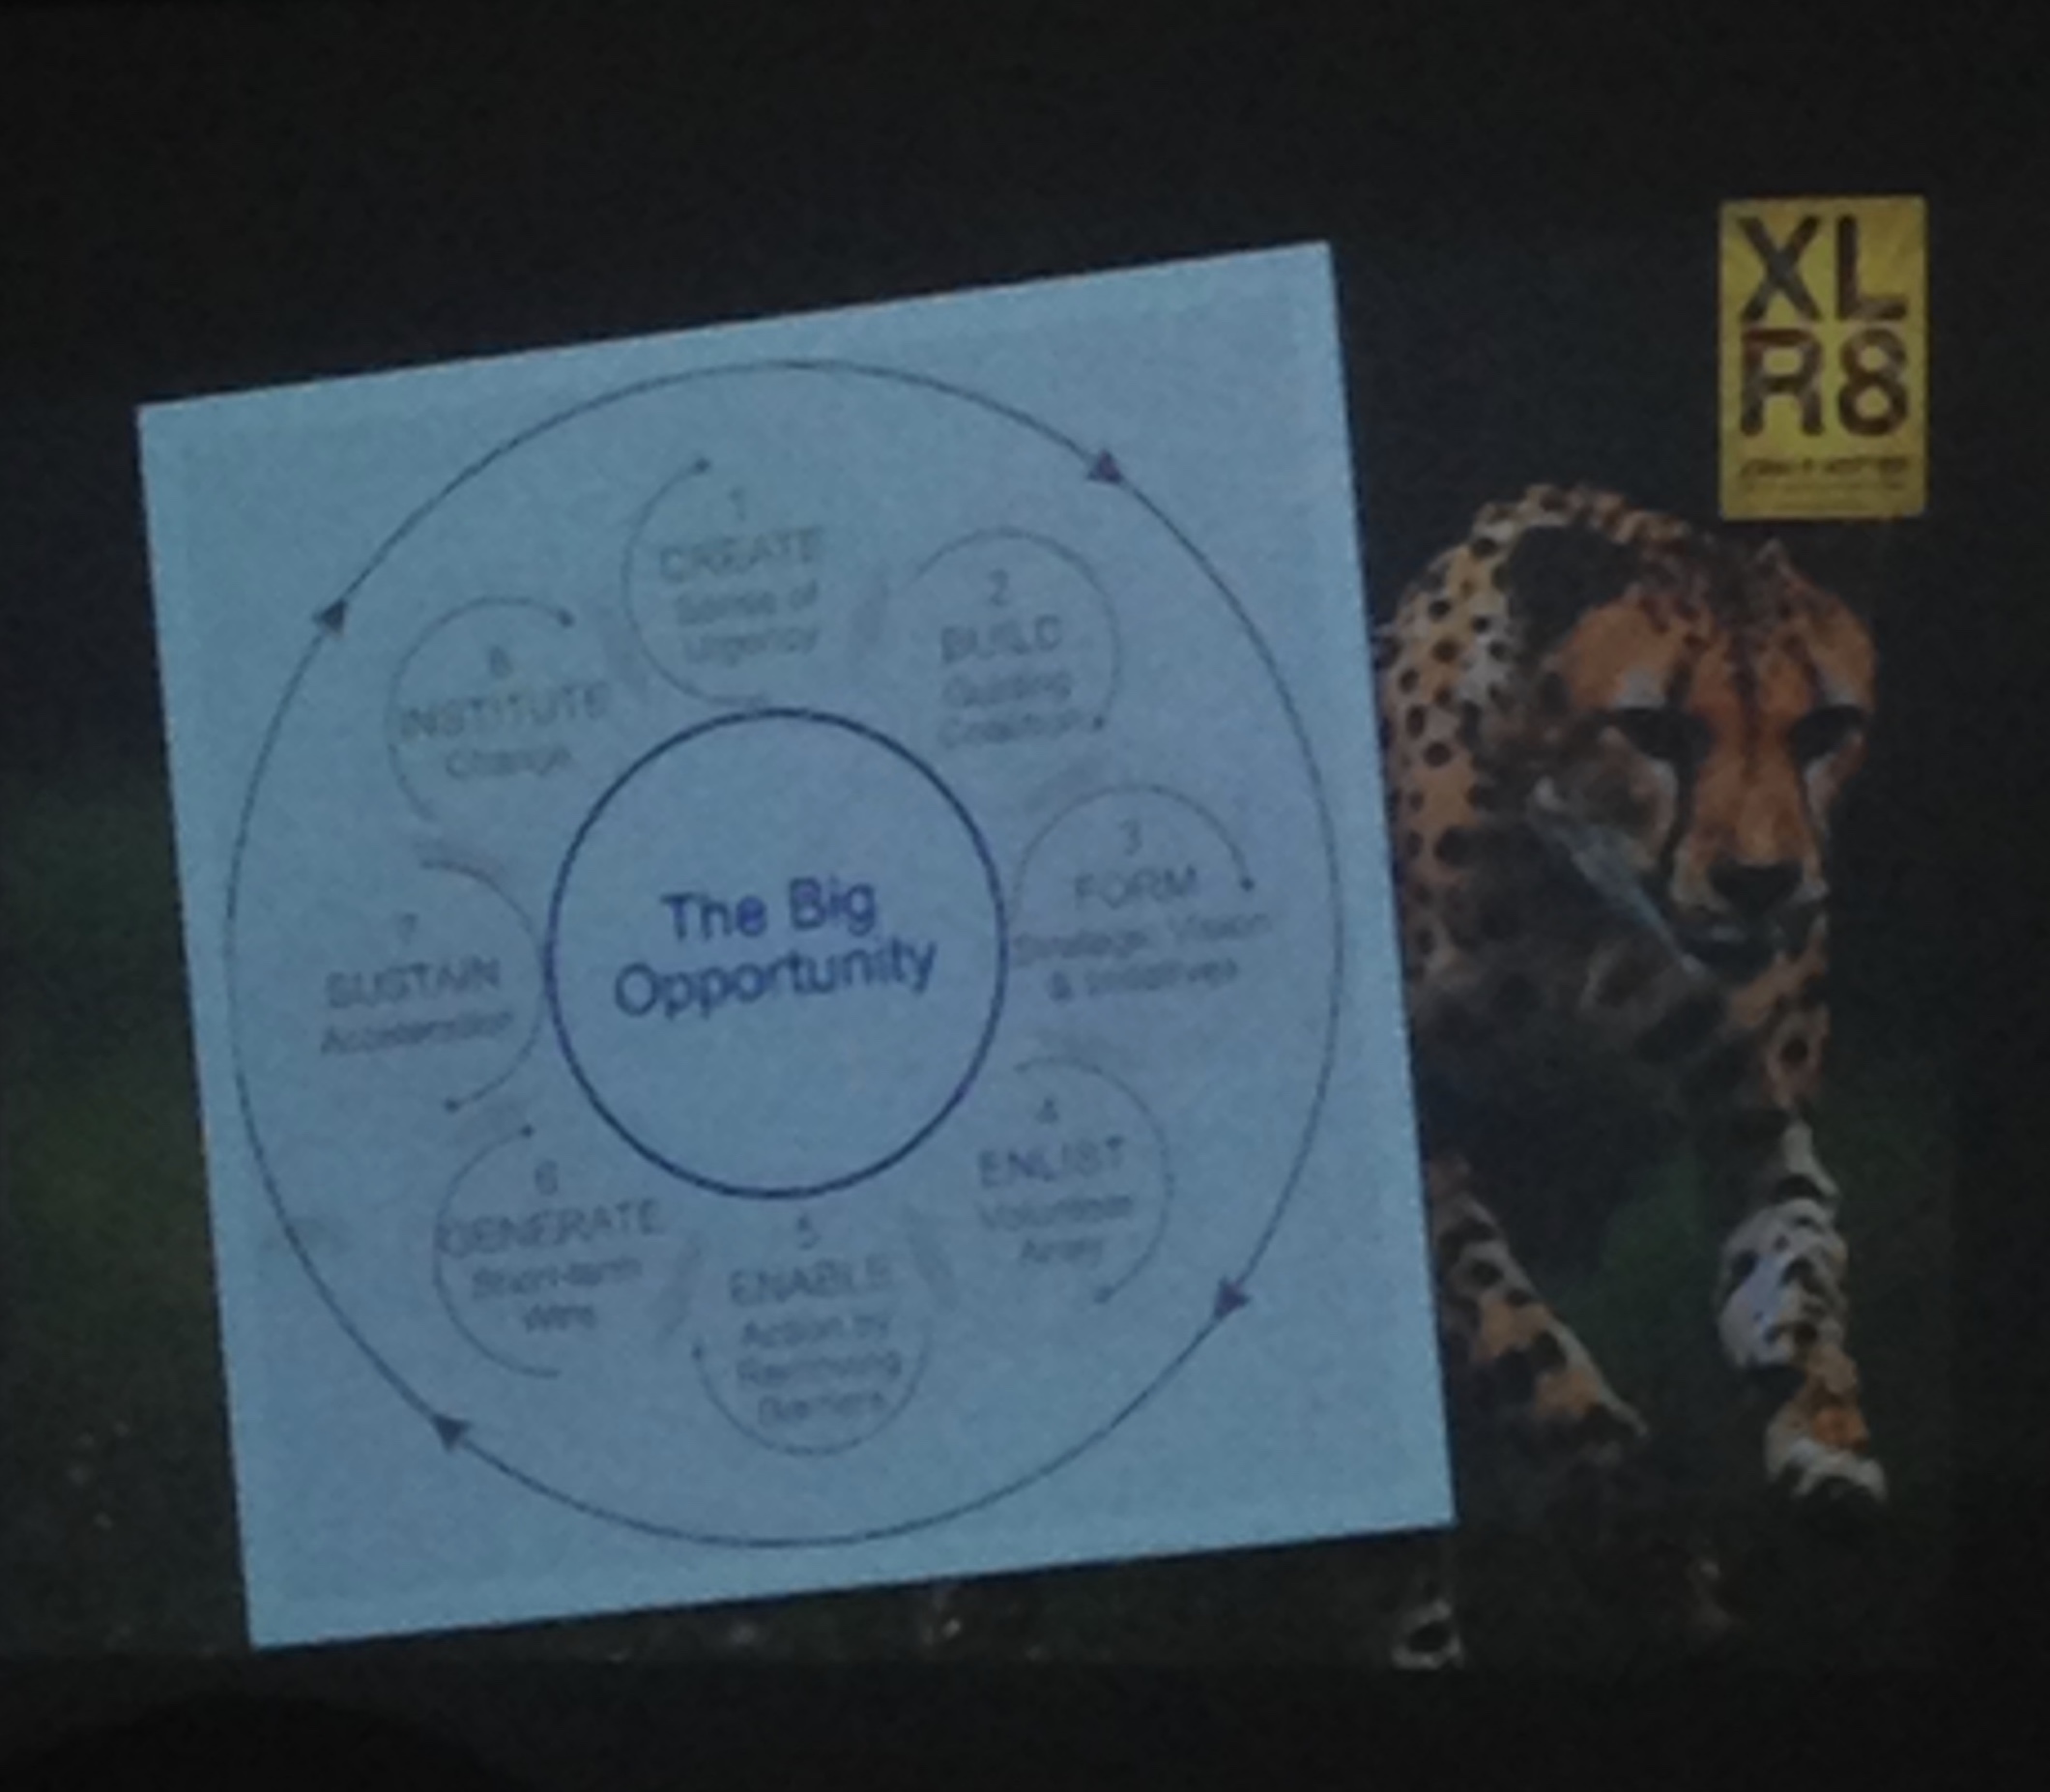 XL
R8
JOHN P. KOTTER
1
CREATE
Sense of
Urgency
2
BUILD
Guiding
Coalition
3
FORM
Strategic Vision
& Initiatives
4
ENLIST
Volunteer
Army
5
ENABLE
Action by
Removing
Barriers
6
GENERATE
Short-term
Wins
7
SUSTAIN
Acceleration
8
INSTITUTE
Change
The Big
Opportunity